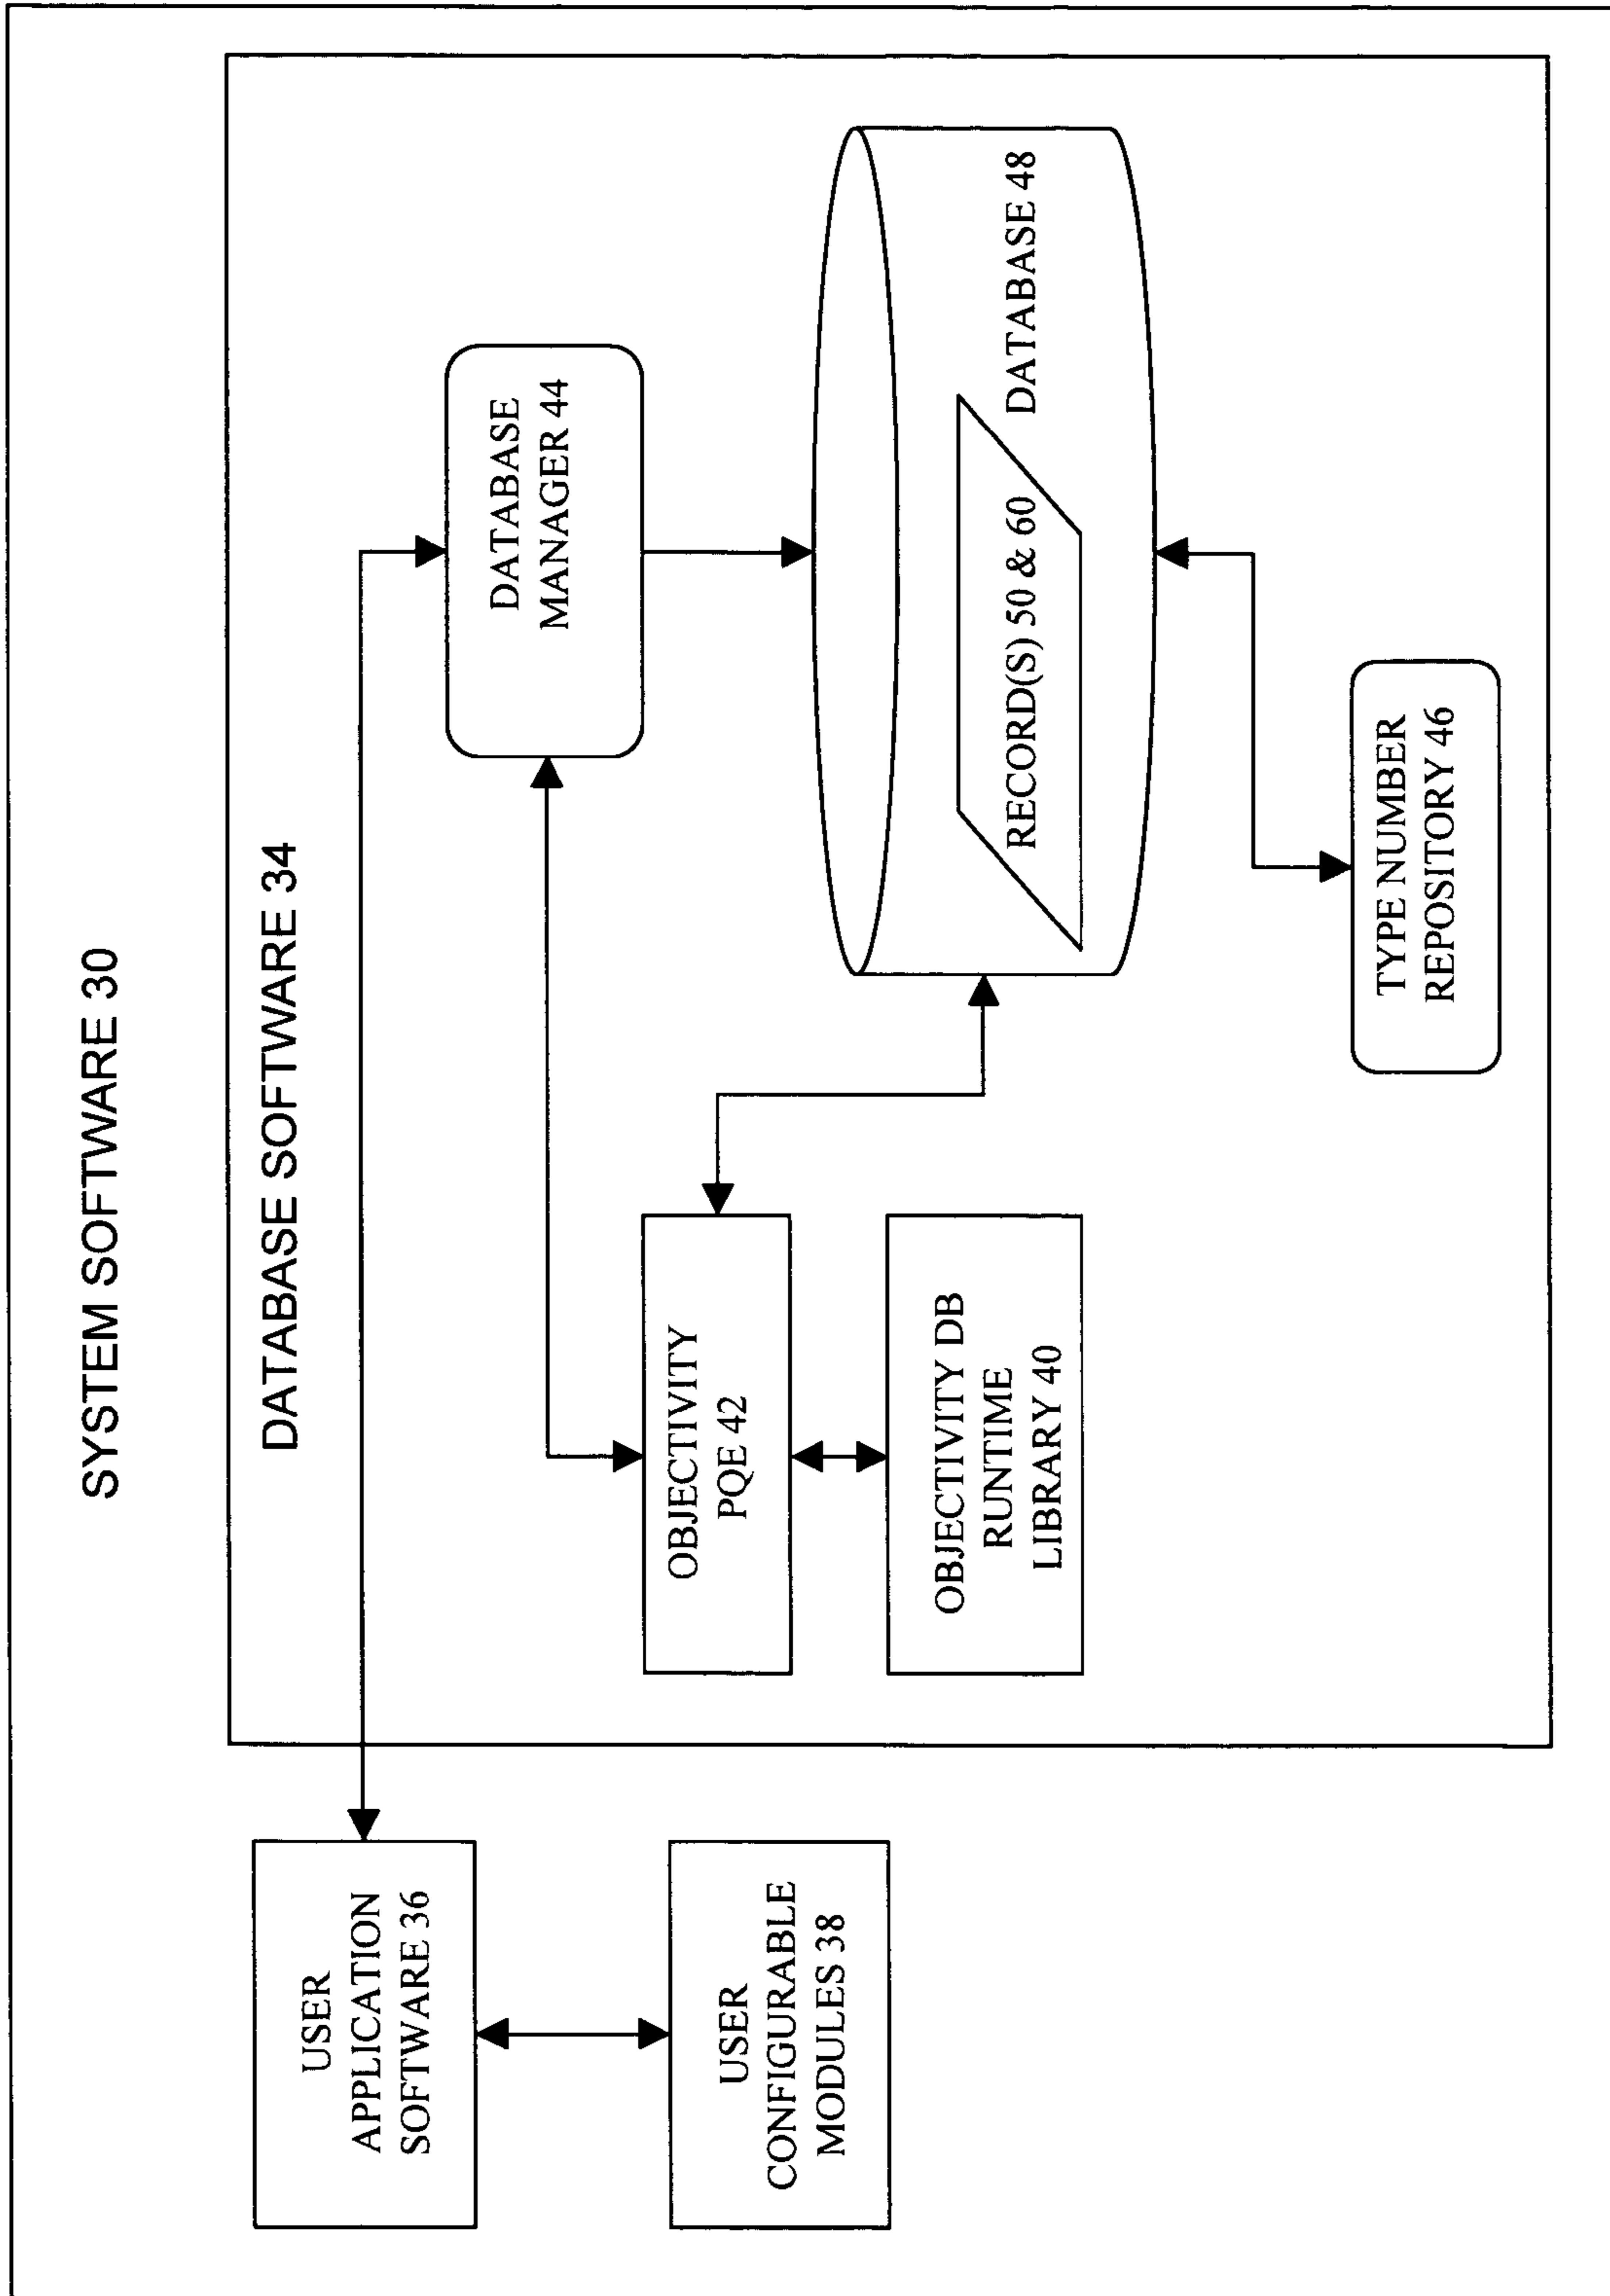 SYSTEM SOFTWARE 30
DATABASE SOFTWARE 34
USER
APPLICATION
SOFTWARE 36
USER
CONFIGURABLE
MODULES 38
DATABASE
MANAGER 44
OBJECTIVITY
PQE 42
OBJECTIVITY DB
RUNTIME
LIBRARY 40
RECORD(S) 50 & 60
DATABASE 48
TYPE NUMBER
REPOSITORY 46